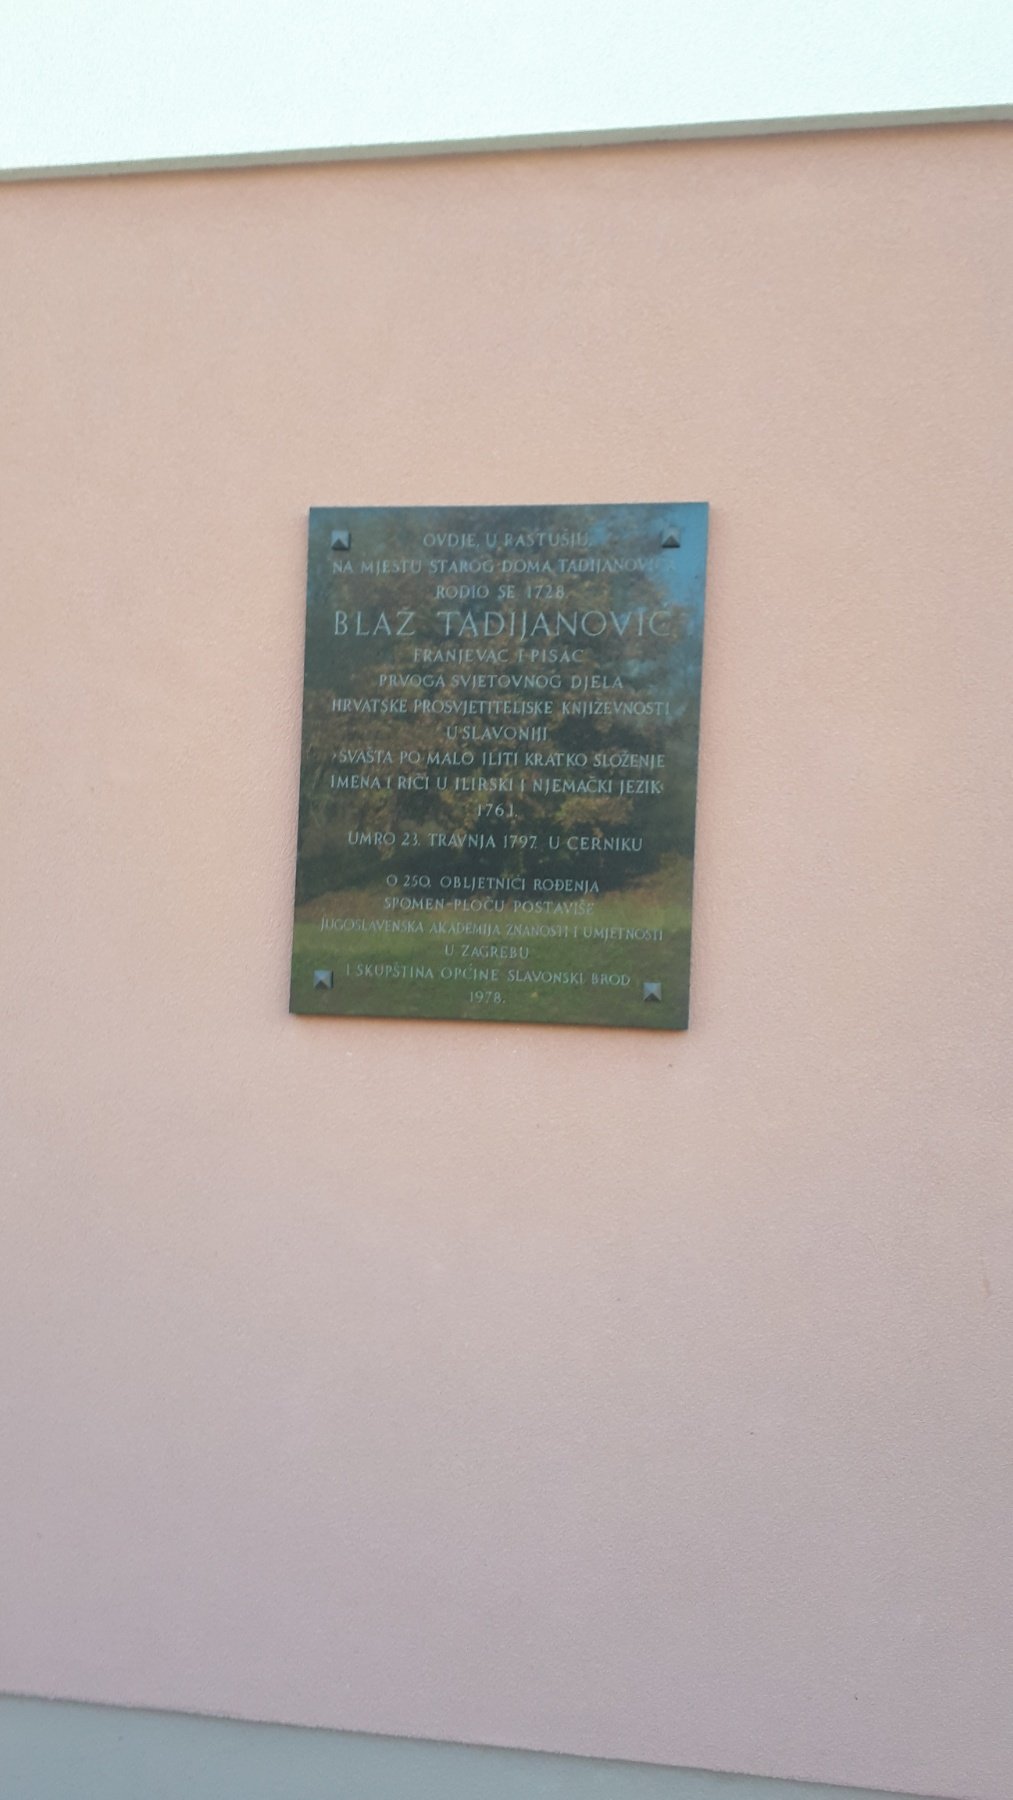 OVDJE, U RASTUŠJU,
NA MJESTU STAROG DOMA TADIJANOVIĆA
RODIO SE 1728.
BLAŽ TADIJANOVIĆ
FRANJEVAC I PISAC
PRVOGA SVJETOVNOG DJELA
HRVATSKE PROSVJETITELJSKE KNJIŽEVNOSTI
U SLAVONIJI
›SVAŠTA PO MALO ILITI KRATKO SLOŽENJE
IMENA I RIČI U ILIRSKI I NJEMAČKI JEZIK‹
1761.
UMRO 23. TRAVNJA 1797. U CERNIKU
O 250. OBLJETNICI ROĐENJA
SPOMEN-PLOČU POSTAVIŠE
JUGOSLAVENSKA AKADEMIJA ZNANOSTI I UMJETNOSTI
U ZAGREBU
I SKUPŠTINA OPĆINE SLAVONSKI BROD
1978.